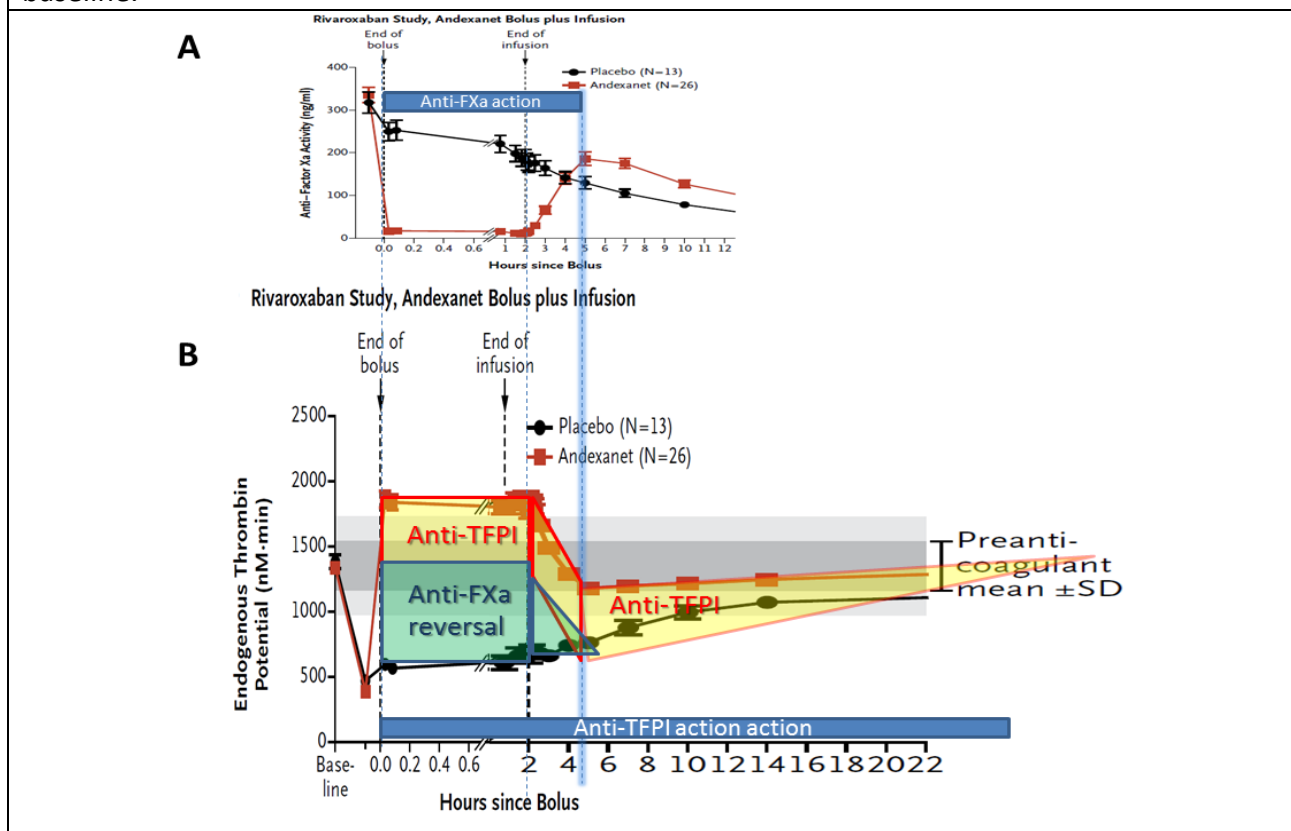 baseline.
Rivaroxaban Study, Andexanet Bolus plus Infusion
A
End of
bolus
End of
infusion
400
300
200
100
0
Anti–Factor Xa Activity (ng/ml)
Placebo (N=13)
Andexanet (N=26)
Anti-FXa action
0.0 0.2 0.4 0.6 1 2 3 4 5 6 7 8 9 10 11 12
Hours since Bolus
Rivaroxaban Study, Andexanet Bolus plus Infusion
B
End of
bolus
End of
infusion
2500
2000
1500
1000
500
0
Endogenous Thrombin
Potential (nM·min)
Placebo (N=13)
Andexanet (N=26)
Anti-TFPI
Anti-FXa
reversal
Anti-TFPI
Preanti-
coagulant
mean ±SD
Anti-TFPI action action
Base-
line
0.0 0.2 0.4 0.6 2 4 6 8 10 12 14 16 18 20 22
Hours since Bolus